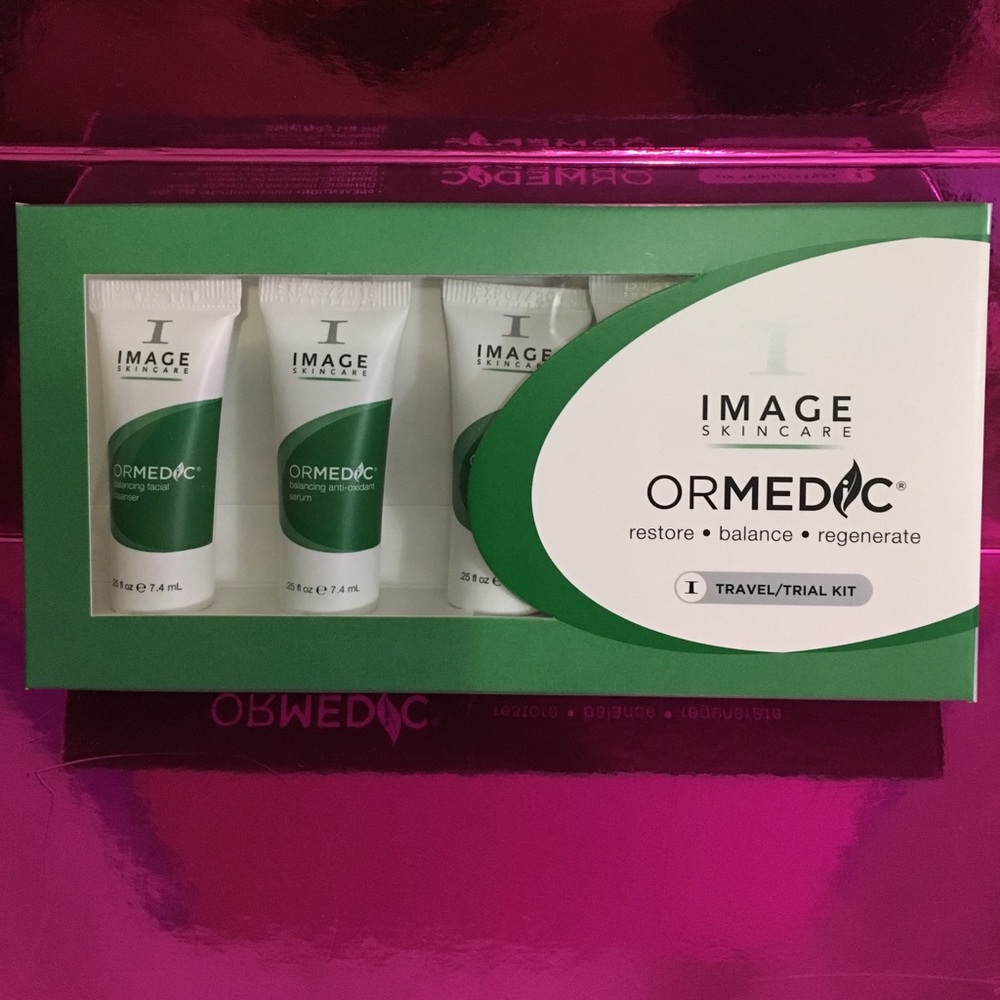 I
IMAGE
SKINCARE
ORMEDIC®
balancing facial
cleanser
.25 fl oz ℮ 7.4 mL
I
IMAGE
SKINCARE
ORMEDIC®
balancing anti-oxidant
serum
.25 fl oz ℮ 7.4 mL
I
IMAGE
SKINCARE
.25 fl oz ℮
I
IMAGE
SKINCARE
ORMEDIC®
restore • balance • regenerate
I TRAVEL/TRIAL KIT
ORMEDIC
ORMEDIC®
restore • balance • regenerate